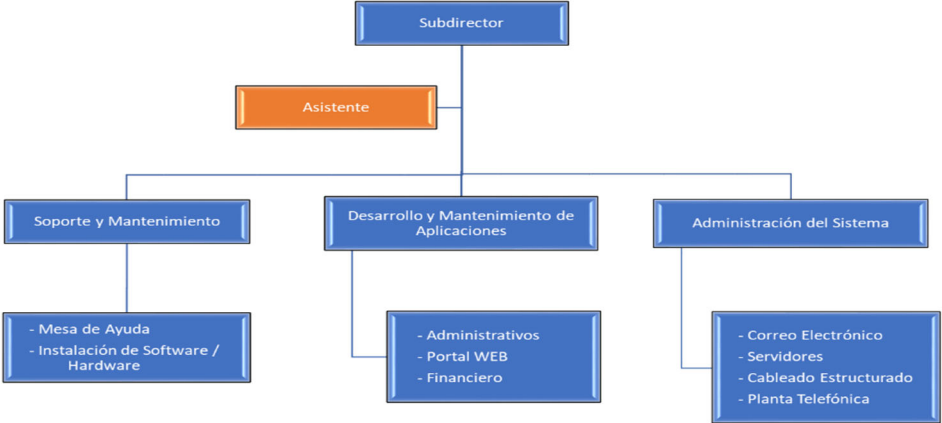 Subdirector
Asistente
Soporte y Mantenimiento
Desarrollo y Mantenimiento de
Aplicaciones
Administración del Sistema
- Mesa de Ayuda
- Instalación de Software /
Hardware
- Administrativos
- Portal WEB
- Financiero
- Correo Electrónico
- Servidores
- Cableado Estructurado
- Planta Telefónica